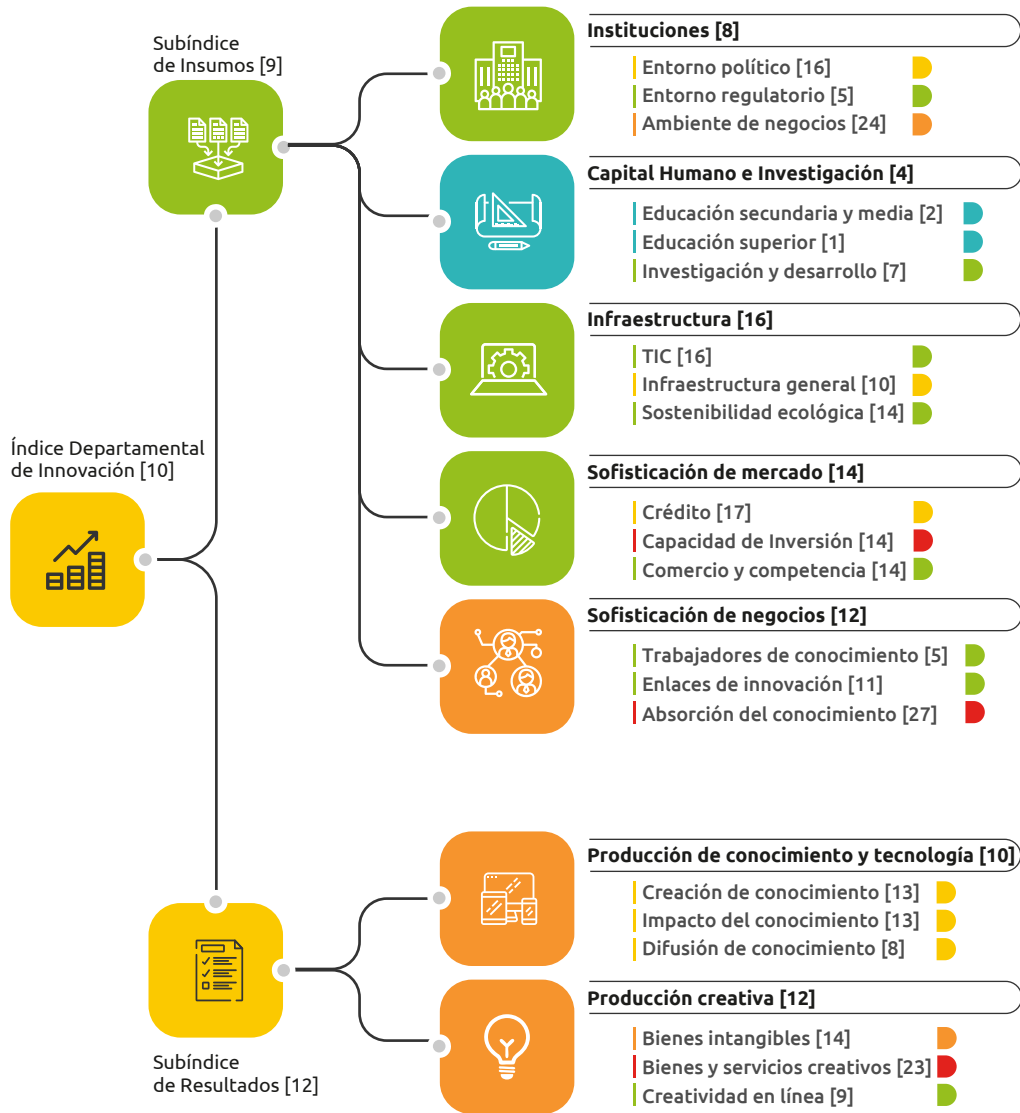 Subíndice
de Insumos [9]
Instituciones [8]
Entorno político [16]
Entorno regulatorio [5]
Ambiente de negocios [24]
Capital Humano e Investigación [4]
Educación secundaria y media [2]
Educación superior [1]
Investigación y desarrollo [7]
Infraestructura [16]
TIC [16]
Infraestructura general [10]
Sostenibilidad ecológica [14]
Índice Departamental
de Innovación [10]
Sofisticación de mercado [14]
Crédito [17]
Capacidad de Inversión [14]
Comercio y competencia [14]
Sofisticación de negocios [12]
Trabajadores de conocimiento [5]
Enlaces de innovación [11]
Absorción del conocimiento [27]
Producción de conocimiento y tecnología [10]
Creación de conocimiento [13]
Impacto del conocimiento [13]
Difusión de conocimiento [8]
Producción creativa [12]
Bienes intangibles [14]
Bienes y servicios creativos [23]
Creatividad en línea [9]
Subíndice
de Resultados [12]